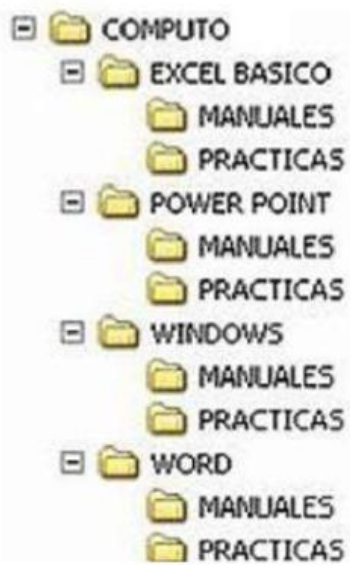 COMPUTO
EXCEL BASICO
MANUALES
PRACTICAS
POWER POINT
MANUALES
PRACTICAS
WINDOWS
MANUALES
PRACTICAS
WORD
MANUALES
PRACTICAS